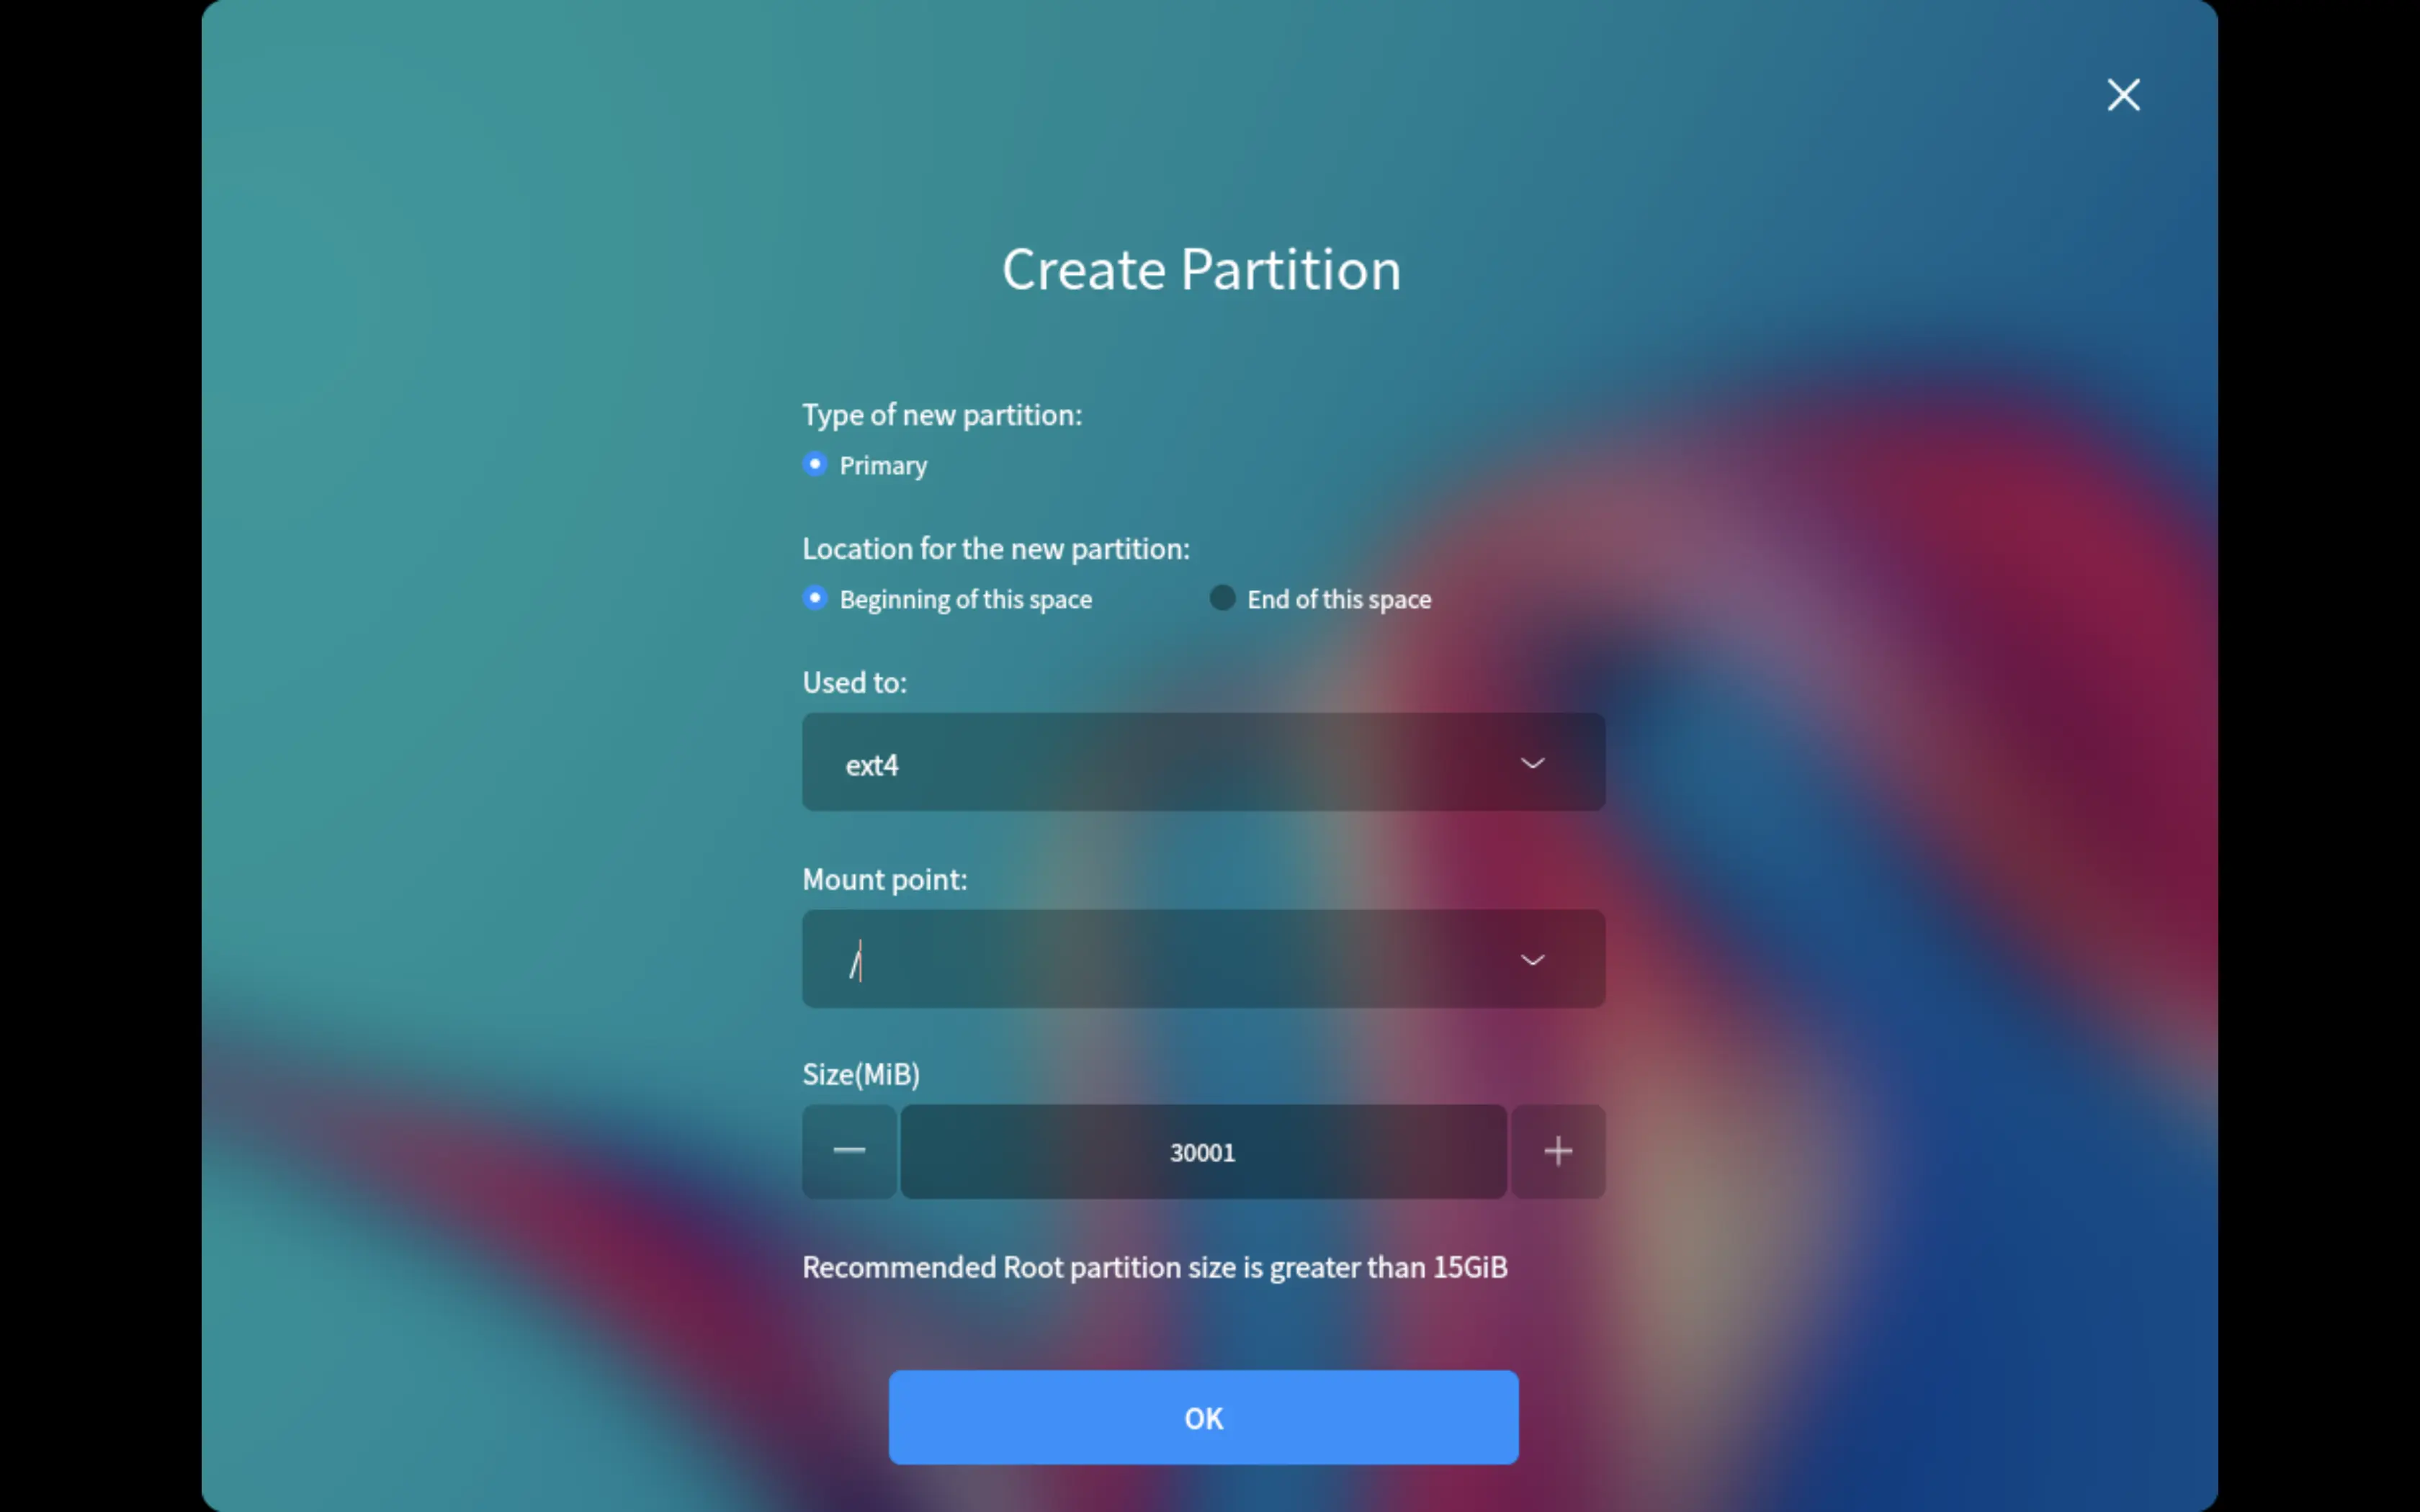 Create Partition
Type of new partition:
Primary
Location for the new partition:
Beginning of this space End of this space
Used to:
ext4
Mount point:
/
Size(MiB)
30001
Recommended Root partition size is greater than 15GiB
OK